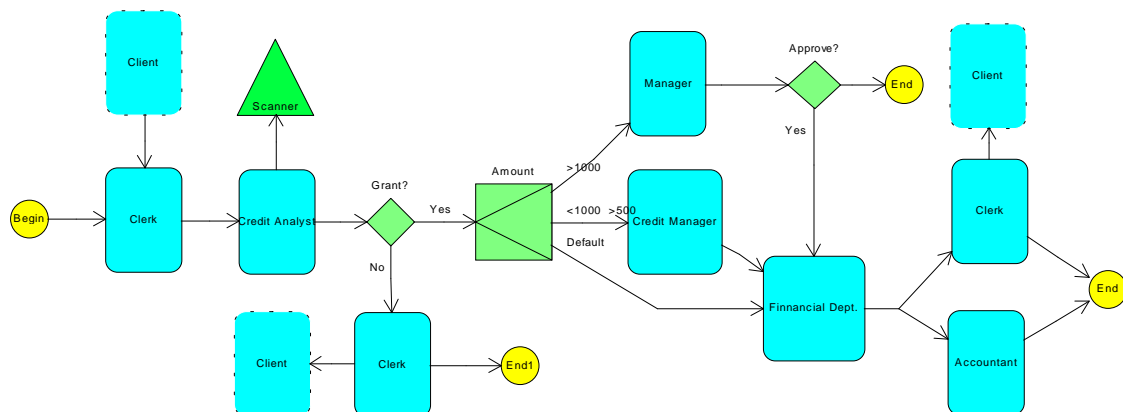 Client
Scanner
Begin
Clerk
Credit Analyst
Grant?
Yes
No
Client
Clerk
End1
Amount
>1000
<1000 >500
Default
Manager
Credit Manager
Approve?
End
Yes
Finnancial Dept.
Client
Clerk
End
Accountant